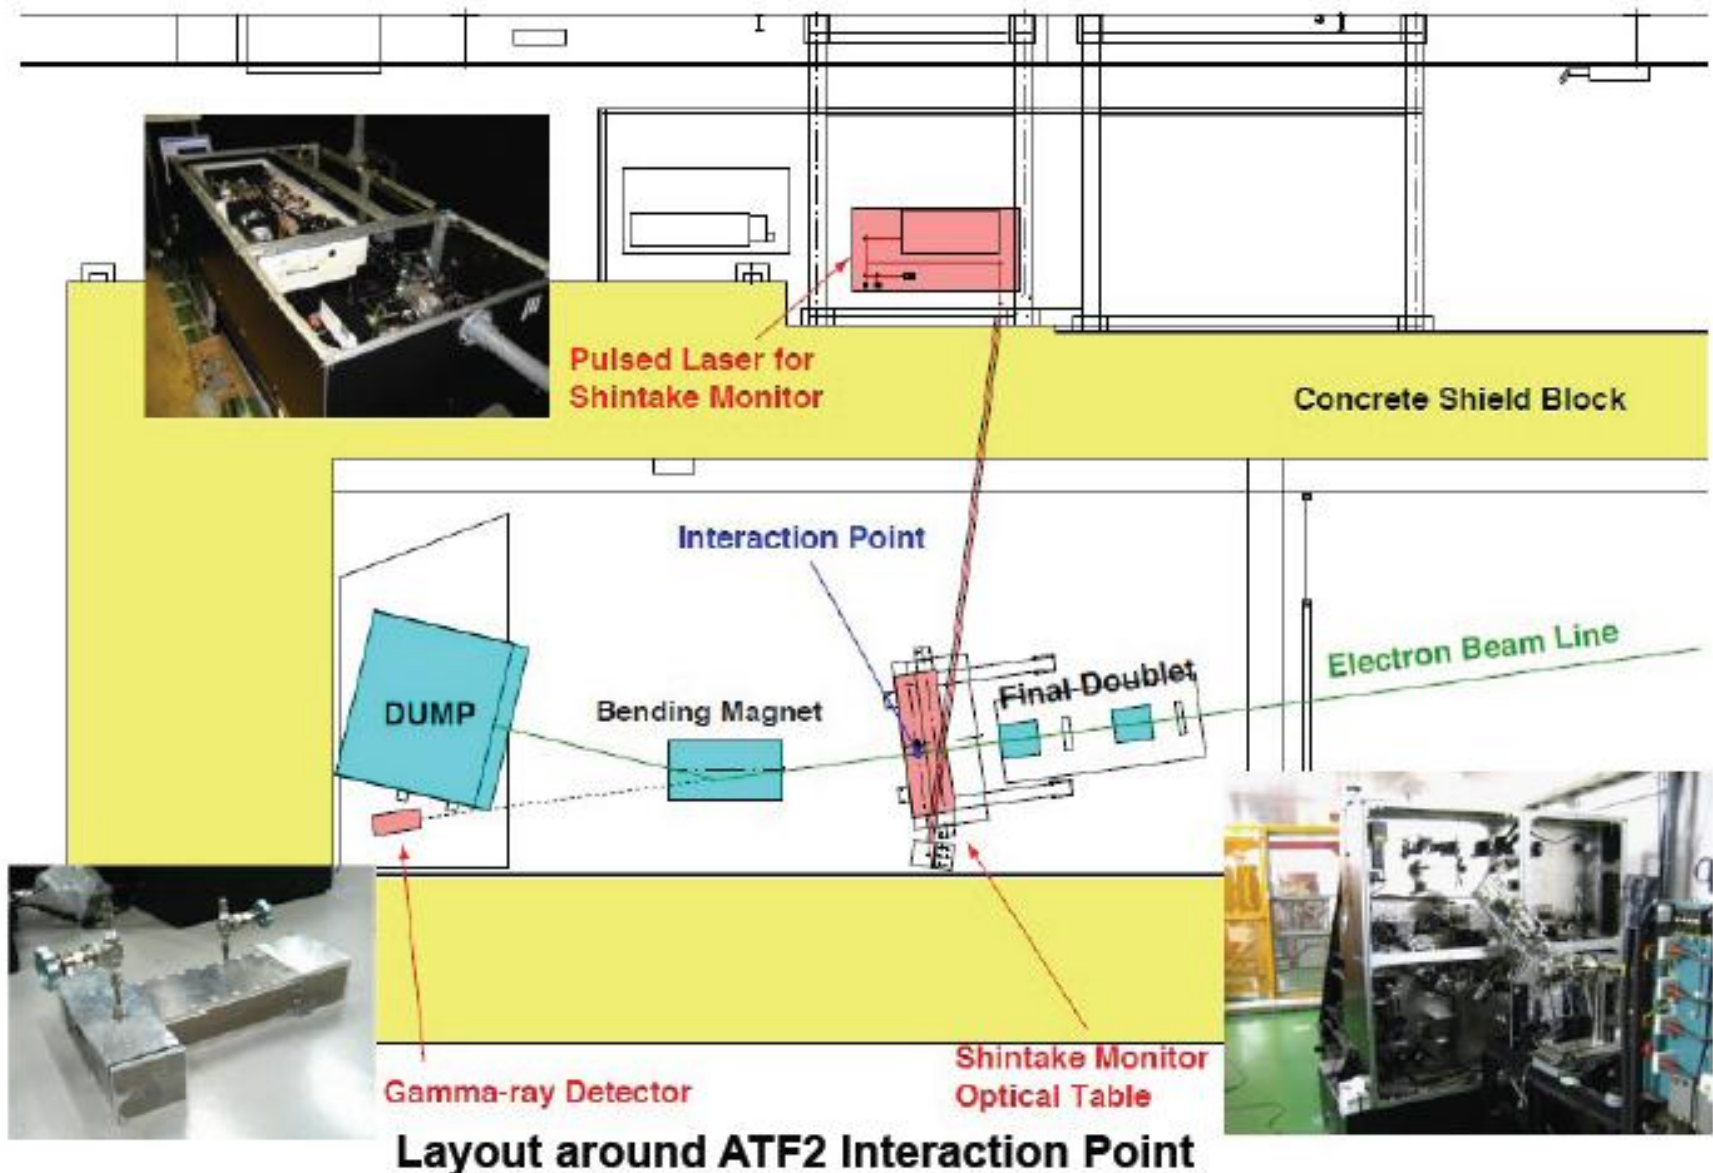 Pulsed Laser for
Shintake Monitor
Concrete Shield Block
Interaction Point
Electron Beam Line
Final Doublet
DUMP
Bending Magnet
Shintake Monitor
Optical Table
Gamma-ray Detector
Layout around ATF2 Interaction Point